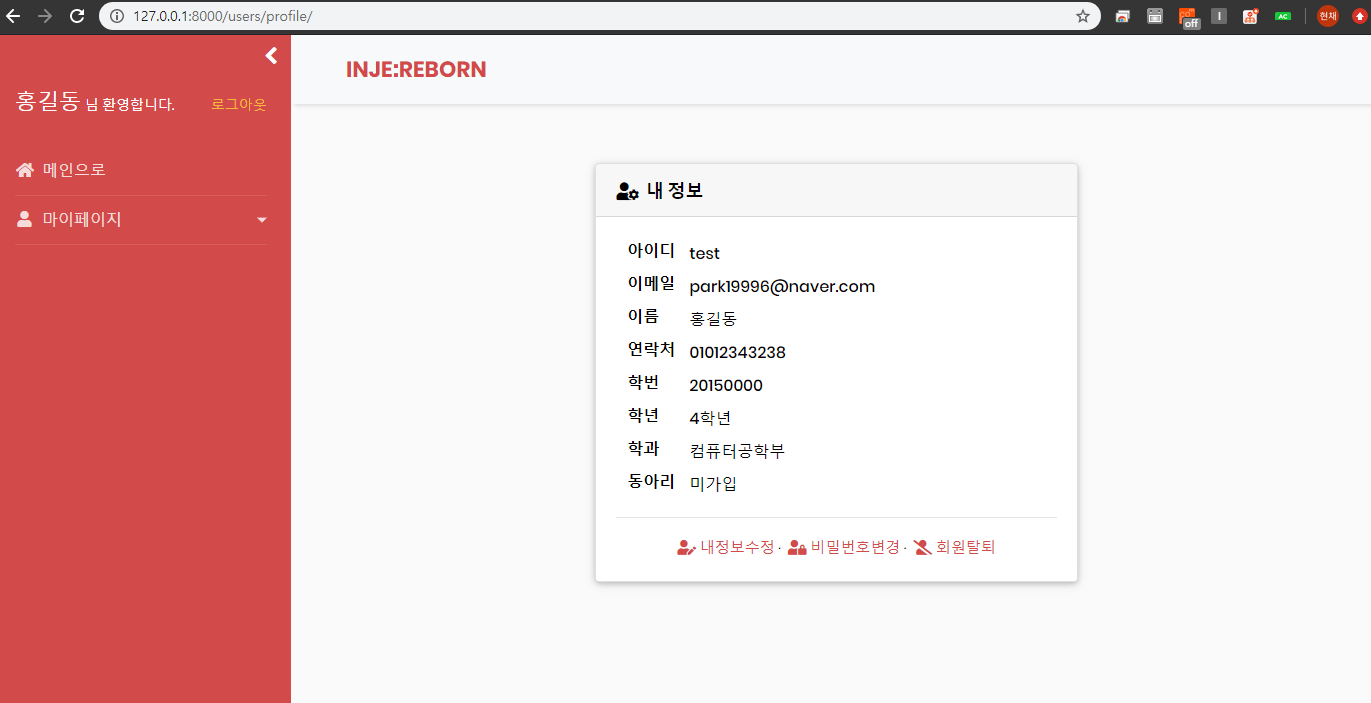 127.0.0.1:8000/users/profile/
off
I
AC
현재
INJE:REBORN
홍길동 님 환영합니다. 로그아웃
메인으로
마이페이지
내 정보
아이디 test
이메일 park19996@naver.com
이름 홍길동
연락처 01012343238
학번 20150000
학년 4학년
학과 컴퓨터공학부
동아리 미가입
내정보수정 · 비밀번호변경 · 회원탈퇴